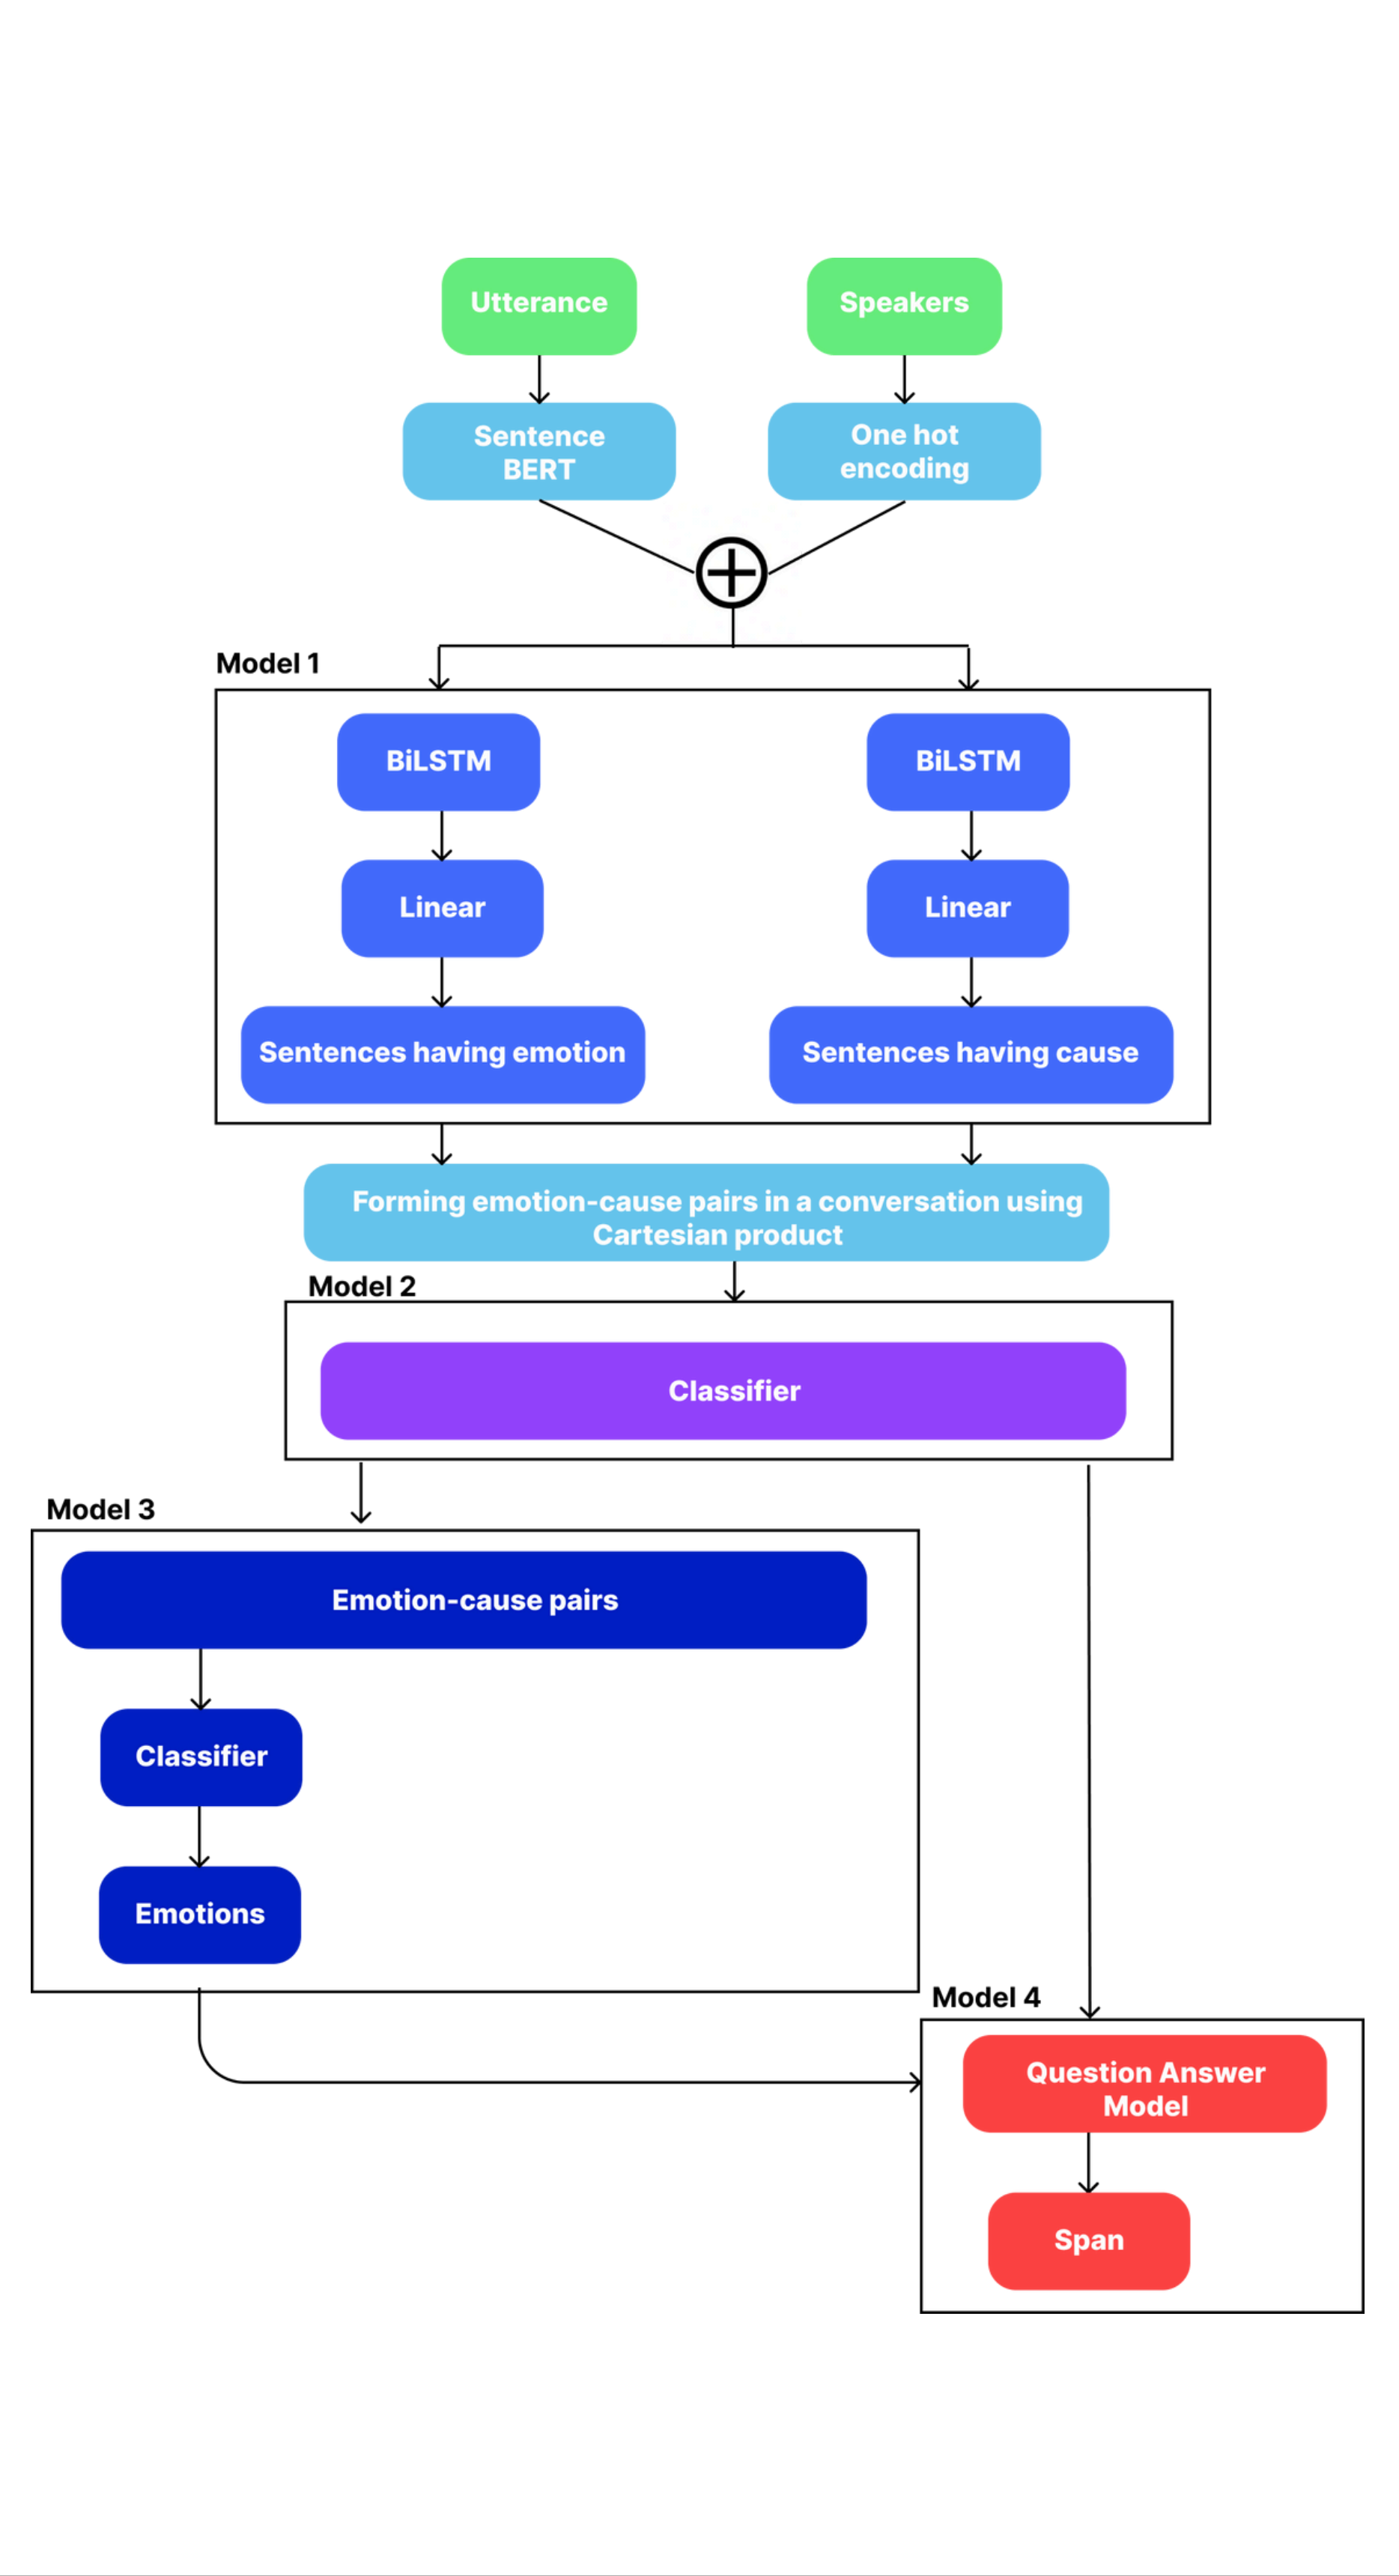 Utterance
Speakers
Sentence
BERT
One hot
encoding
Model 1
BiLSTM
BiLSTM
Linear
Linear
Sentences having emotion
Sentences having cause
Forming emotion-cause pairs in a conversation using
Cartesian product
Model 2
Classifier
Model 3
Emotion-cause pairs
Classifier
Emotions
Model 4
Question Answer
Model
Span